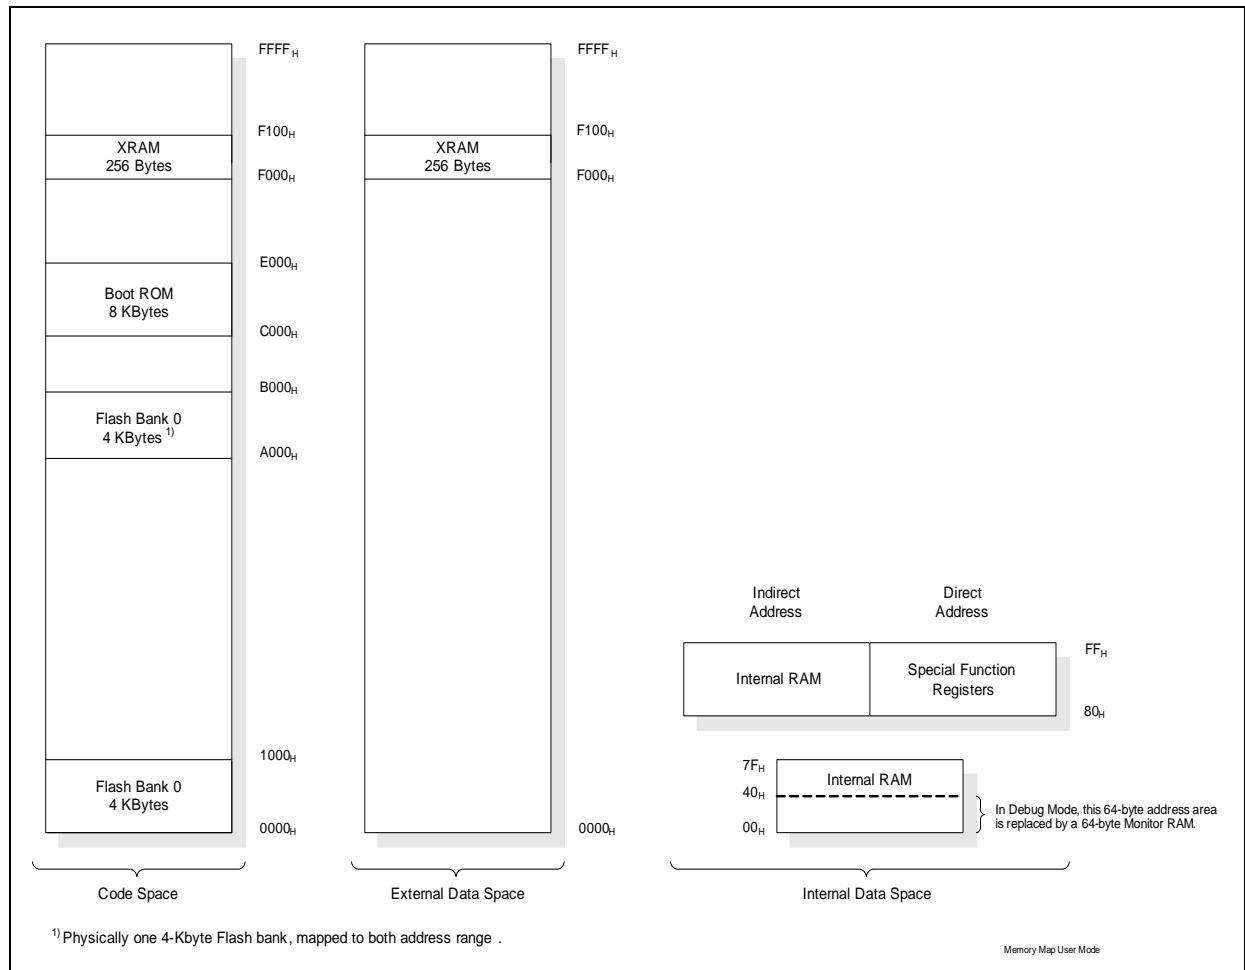 FFFFH
F100H
XRAM
256 Bytes
F000H
E000H
Boot ROM
8 KBytes
C000H
B000H
Flash Bank 0
4 KBytes 1)
A000H
1000H
Flash Bank 0
4 KBytes
0000H
Code Space
FFFFH
F100H
XRAM
256 Bytes
F000H
0000H
External Data Space
Indirect
Address
Direct
Address
Internal RAM
Special Function
Registers
FFH
80H
7FH
Internal RAM
40H
00H
In Debug Mode, this 64-byte address area
is replaced by a 64-byte Monitor RAM.
Internal Data Space
1) Physically one 4-Kbyte Flash bank, mapped to both address range .
Memory Map User Mode